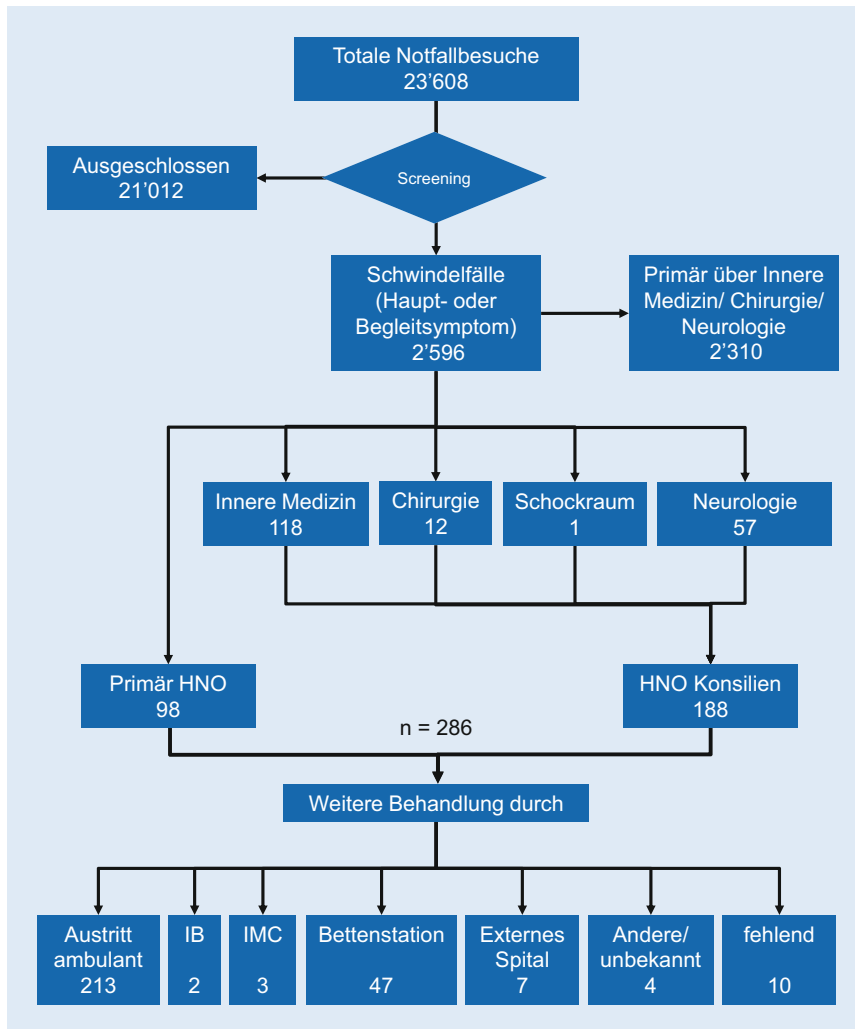 Totale Notfallbesuche
23’608
Ausgeschlossen
21’012
Screening
Schwindelfälle
(Haupt- oder
Begleitsymptom)
2’596
Primär über Innere
Medizin/ Chirurgie/
Neurologie
2’310
Innere Medizin
118
Chirurgie
12
Schockraum
1
Neurologie
57
Primär HNO
98
HNO Konsilien
188
n = 286
Weitere Behandlung durch
Austritt
ambulant
213
IB
2
IMC
3
Bettenstation
47
Externes
Spital
7
Andere/
unbekannt
4
fehlend
10